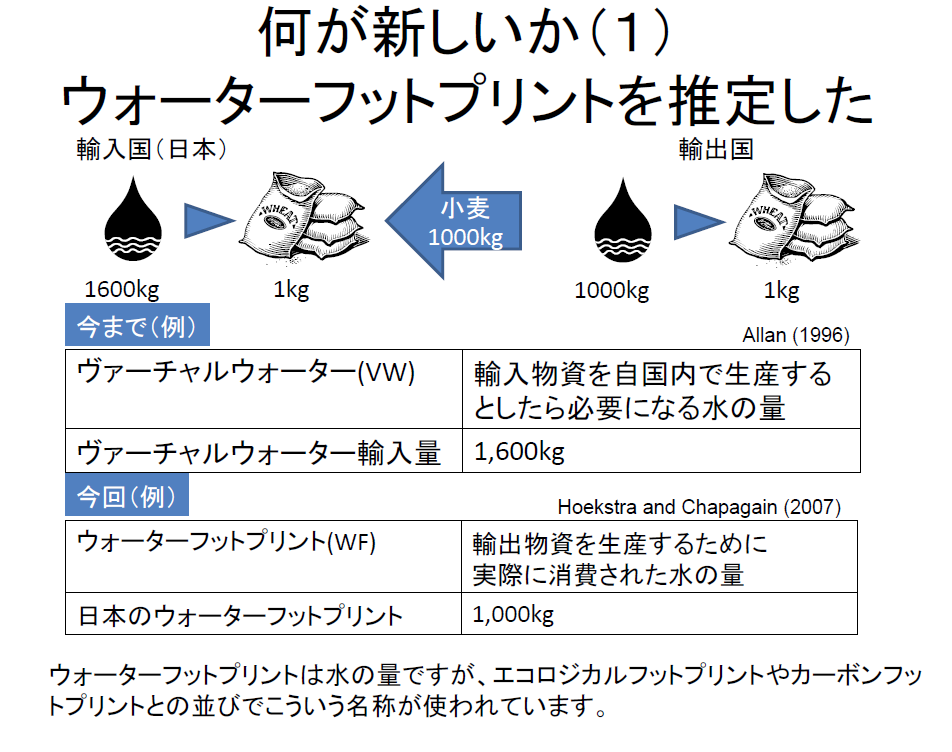 何が新しいか（１）
ウォーターフットプリントを推定した
輸入国（日本）
輸出国
WHEAT
小麦
1000kg
WHEAT
1600kg
1kg
1000kg
1kg
今まで（例）
Allan (1996)
ヴァーチャルウォーター(VW)
輸入物資を自国内で生産する
としたら必要になる水の量
ヴァーチャルウォーター輸入量
1,600kg
今回（例）
Hoekstra and Chapagain (2007)
ウォーターフットプリント(WF)
輸出物資を生産するために
実際に消費された水の量
日本のウォーターフットプリント
1,000kg
ウォーターフットプリントは水の量ですが、エコロジカルフットプリントやカーボンフッ
トプリントとの並びでこういう名称が使われています。